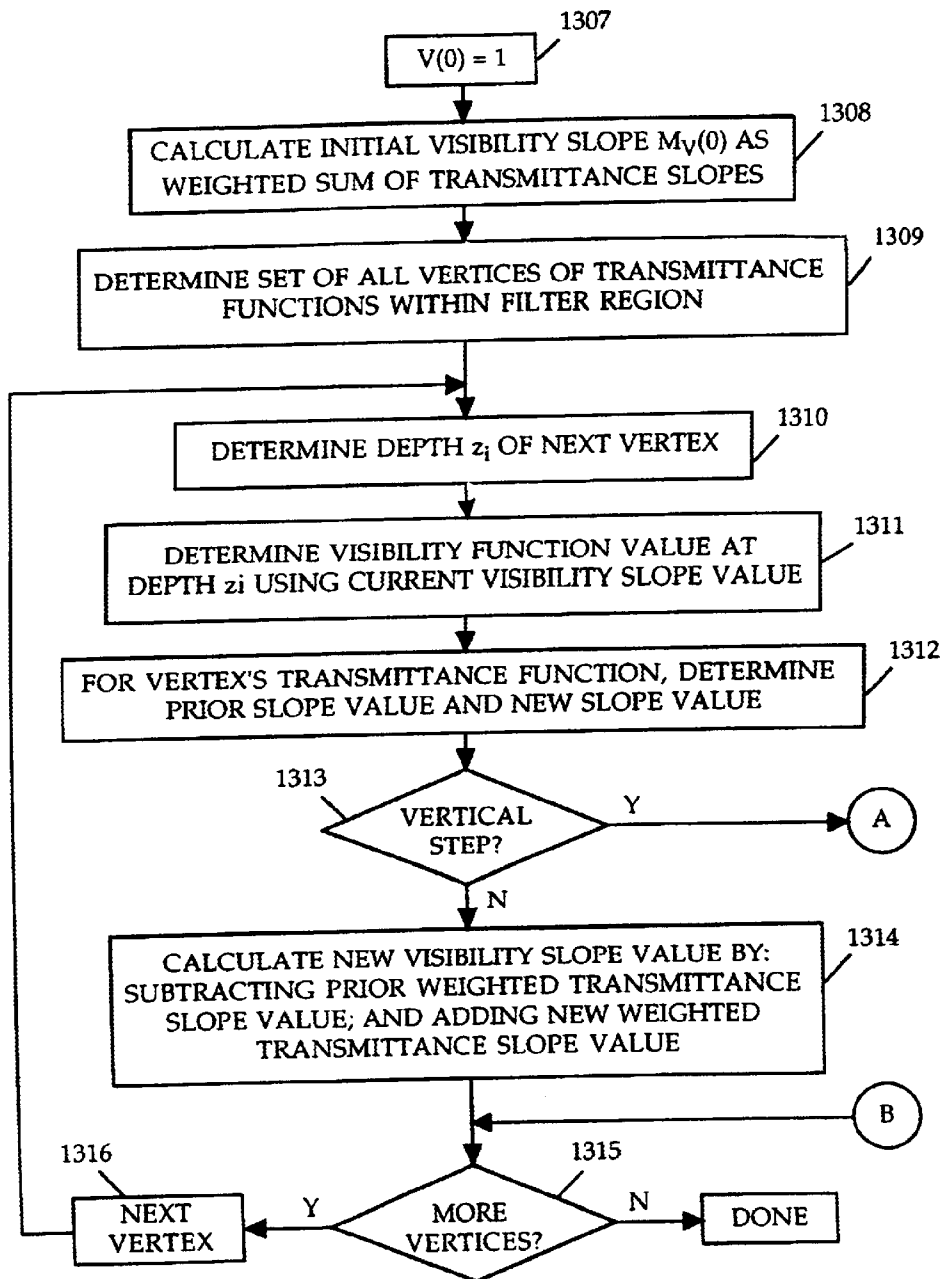 1307
V(0) = 1
1308
CALCULATE INITIAL VISIBILITY SLOPE MV(0) AS
WEIGHTED SUM OF TRANSMITTANCE SLOPES
1309
DETERMINE SET OF ALL VERTICES OF TRANSMITTANCE
FUNCTIONS WITHIN FILTER REGION
1310
DETERMINE DEPTH zi OF NEXT VERTEX
1311
DETERMINE VISIBILITY FUNCTION VALUE AT
DEPTH zi USING CURRENT VISIBILITY SLOPE VALUE
1312
FOR VERTEX'S TRANSMITTANCE FUNCTION, DETERMINE
PRIOR SLOPE VALUE AND NEW SLOPE VALUE
1313
VERTICAL
STEP?
Y
A
N
1314
CALCULATE NEW VISIBILITY SLOPE VALUE BY:
SUBTRACTING PRIOR WEIGHTED TRANSMITTANCE
SLOPE VALUE; AND ADDING NEW WEIGHTED
TRANSMITTANCE SLOPE VALUE
B
1316
1315
NEXT
VERTEX
Y
MORE
VERTICES?
N
DONE